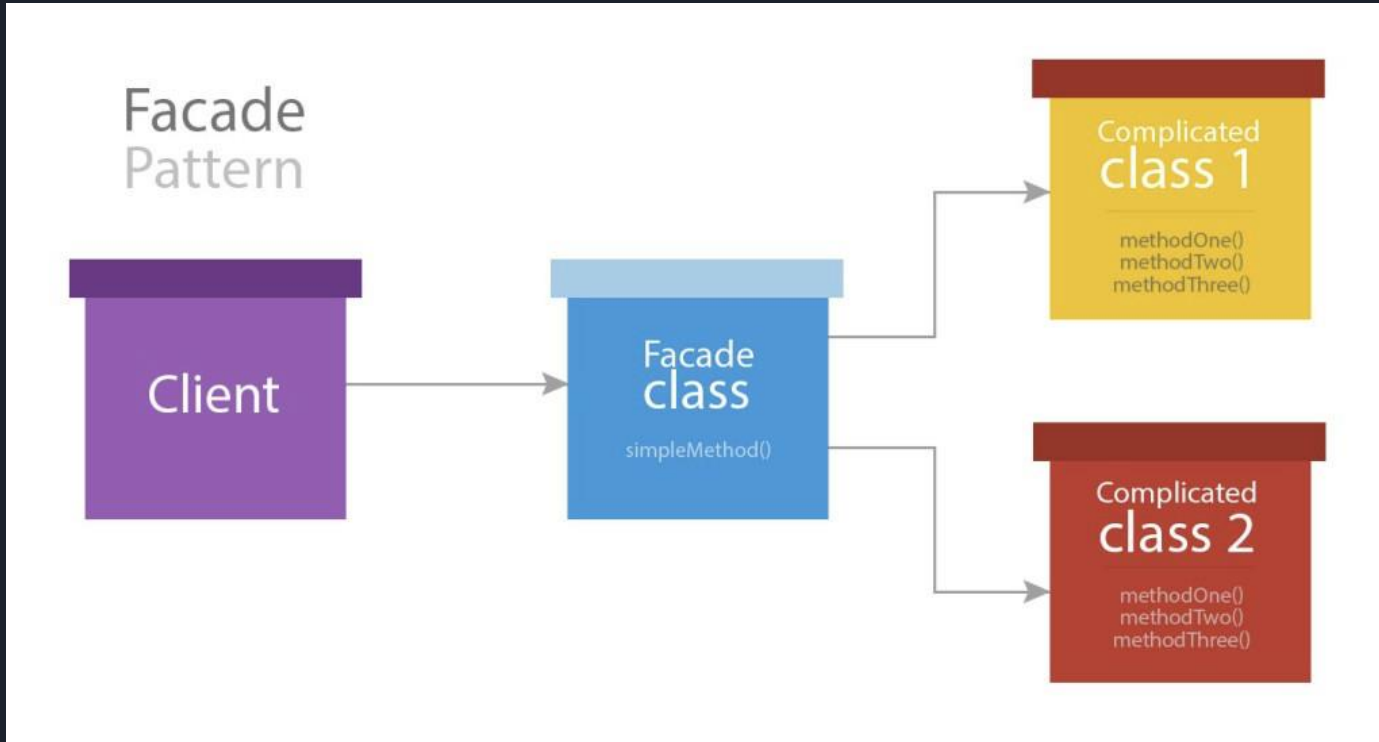 Facade
Pattern
Client
Facade
class
simpleMethod()
Complicated
class 1
methodOne()
methodTwo()
methodThree()
Complicated
class 2
methodOne()
methodTwo()
methodThree()